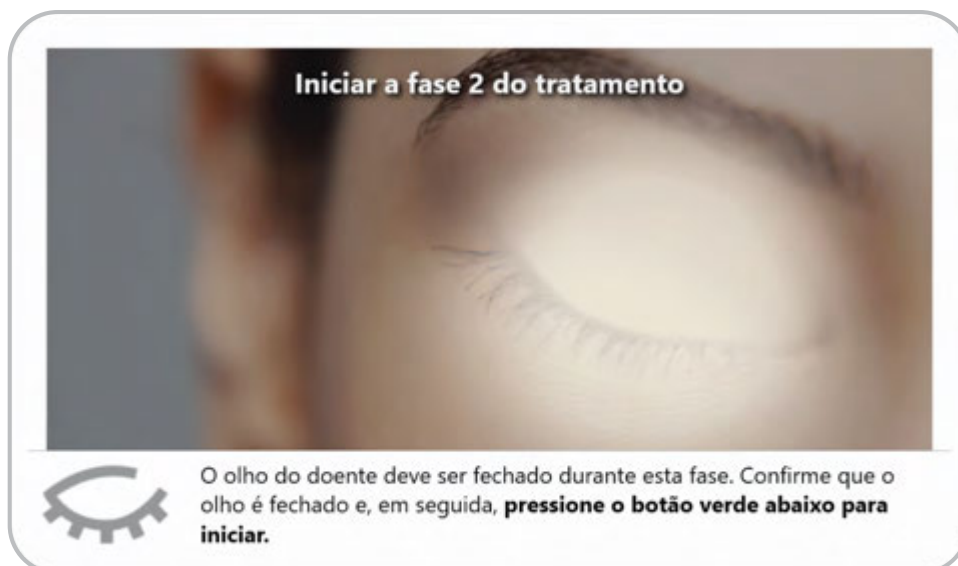 Iniciar a fase 2 do tratamento
O olho do doente deve ser fechado durante esta fase. Confirme que o
olho é fechado e, em seguida, pressione o botão verde abaixo para
iniciar.